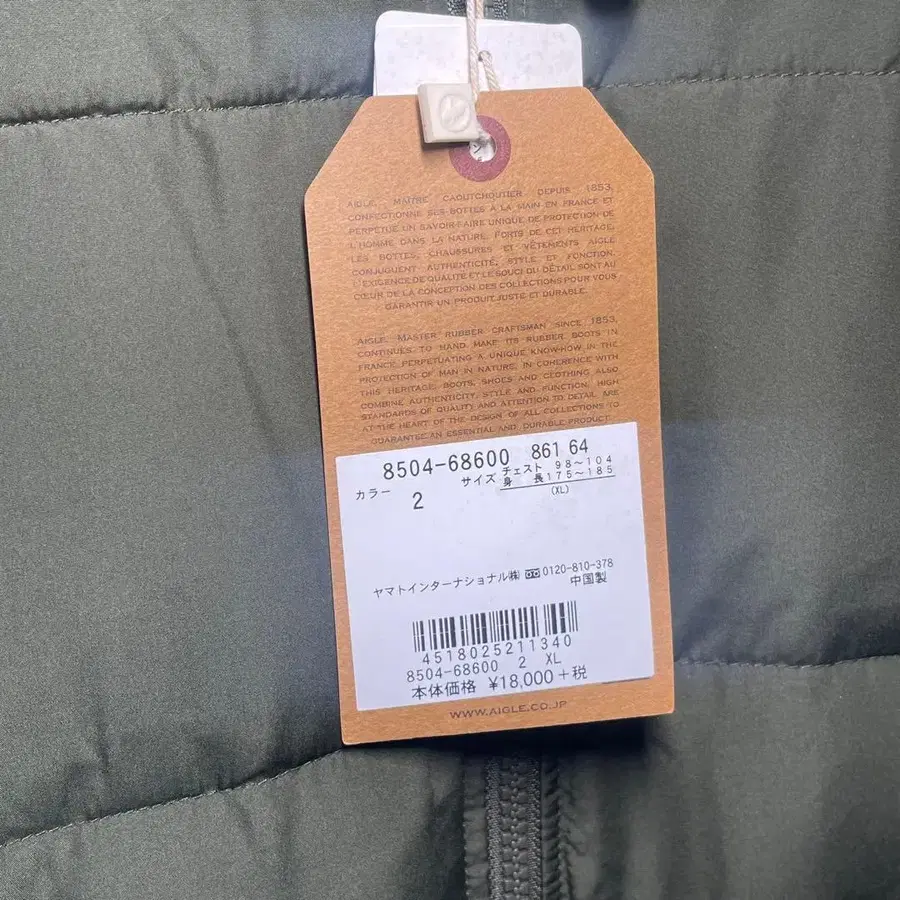 AIGLE, MAÎTRE CAOUTCHOUTIER DEPUIS 1853,
CONFECTIONNE SES BOTTES À LA MAIN EN FRANCE ET
PERPÉTUE UN SAVOIR-FAIRE UNIQUE DE PROTECTION DE
L'HOMME DANS LA NATURE. FORTS DE CET HÉRITAGE,
LES BOTTES, CHAUSSURES ET VÊTEMENTS AIGLE
CONJUGUENT AUTHENTICITÉ, STYLE ET FONCTION.
L'EXIGENCE DE QUALITÉ ET LE SOUCI DU DÉTAIL SONT AU
CŒUR DE LA CONCEPTION DES COLLECTIONS POUR VOUS
GARANTIR UN PRODUIT JUSTE ET DURABLE.
AIGLE, MASTER RUBBER CRAFTSMAN SINCE 1853,
CONTINUES TO HAND MAKE ITS RUBBER BOOTS IN
FRANCE PERPETUATING A UNIQUE KNOW-HOW IN THE
PROTECTION OF MAN IN NATURE. IN COHERENCE WITH
THIS HERITAGE, BOOTS, SHOES AND CLOTHING ALSO
COMBINE AUTHENTICITY, STYLE AND FUNCTION. HIGH
STANDARDS OF QUALITY AND ATTENTION TO DETAIL ARE
AT THE HEART OF THE DESIGN OF ALL COLLECTIONS TO
GUARANTEE AN ESSENTIAL AND DURABLE PRODUCT.
8504-68600 861 64
カラー 2 サイズ チェスト 98~104
身 長 175~185
(XL)
ヤマトインターナショナル㈱ 0120-810-378
中国製
4518025211340
8504-68600 2 XL
本体価格 ¥18,000+税
WWW.AIGLE.CO.JP